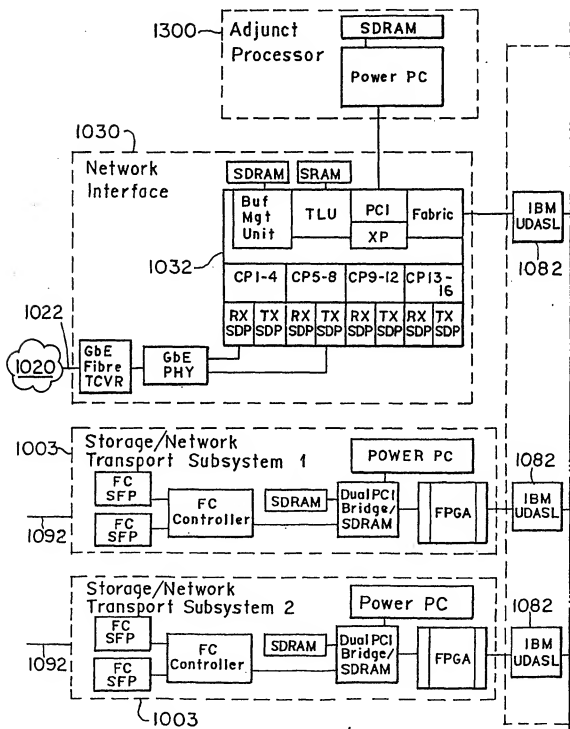 1300
Adjunct
Processor
SDRAM
Power PC
1030
Network
Interface
SDRAM
SRAM
Buf
Mgt
Unit
TLU
PCI
XP
Fabric
IBM
UDASL
1082
1032
CP1-4
CP5-8
CP9-12
CP13-
16
RX
SDP
TX
SDP
RX
SDP
TX
SDP
RX
SDP
TX
SDP
RX
SDP
TX
SDP
1022
1020
GbE
Fibre
TCVR
GbE
PHY
1003
Storage/Network
Transport Subsystem 1
POWER PC
1082
FC
SFP
FC
SFP
FC
Controller
SDRAM
Dual PCI
Bridge/
SDRAM
FPGA
IBM
UDASL
1092
Storage/Network
Transport Subsystem 2
Power PC
1082
FC
SFP
FC
SFP
FC
Controller
SDRAM
Dual PCI
Bridge/
SDRAM
FPGA
IBM
UDASL
1092
1003